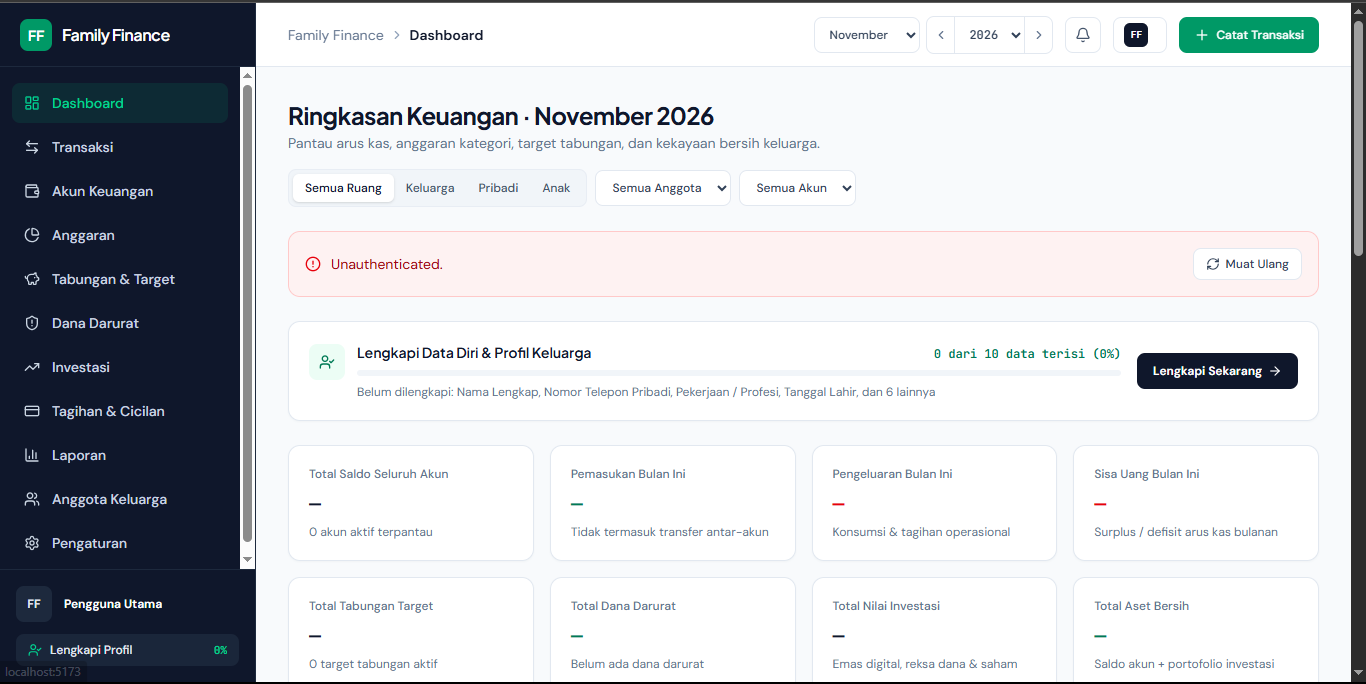 FF FamilyFinance
Dashboard
Transaksi
Akun Keuangan
Anggaran
Tabungan & Target
Dana Darurat
Investasi
Tagihan & Cicilan
Laporan
Anggota Keluarga
Pengaturan
FF Pengguna Utama
Lengkapi Profil 0%
localhost:5173
Family Finance > Dashboard
November
2026
FF
Catat Transaksi
Ringkasan Keuangan · November 2026
Pantau arus kas, anggaran kategori, target tabungan, dan kekayaan bersih keluarga.
Semua Ruang Keluarga Pribadi Anak Semua Anggota Semua Akun
Unauthenticated. Muat Ulang
Lengkapi Data Diri & Profil Keluarga 0 dari 10 data terisi (0%)
Belum dilengkapi: Nama Lengkap, Nomor Telepon Pribadi, Pekerjaan / Profesi, Tanggal Lahir, dan 6 lainnya
Lengkapi Sekarang →
Total Saldo Seluruh Akun
—
0 akun aktif terpantau
Pemasukan Bulan Ini
—
Tidak termasuk transfer antar-akun
Pengeluaran Bulan Ini
—
Konsumsi & tagihan operasional
Sisa Uang Bulan Ini
—
Surplus / defisit arus kas bulanan
Total Tabungan Target
—
0 target tabungan aktif
Total Dana Darurat
—
Belum ada dana darurat
Total Nilai Investasi
—
Emas digital, reksa dana & saham
Total Aset Bersih
—
Saldo akun + portofolio investasi